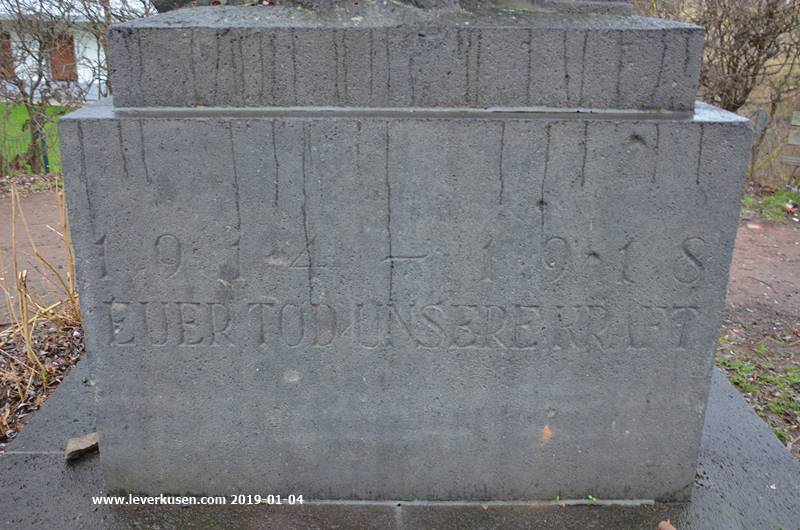 1914 – 1918
EUER TOD UNSERE KRAFT
www.leverkusen.com 2019-01-04